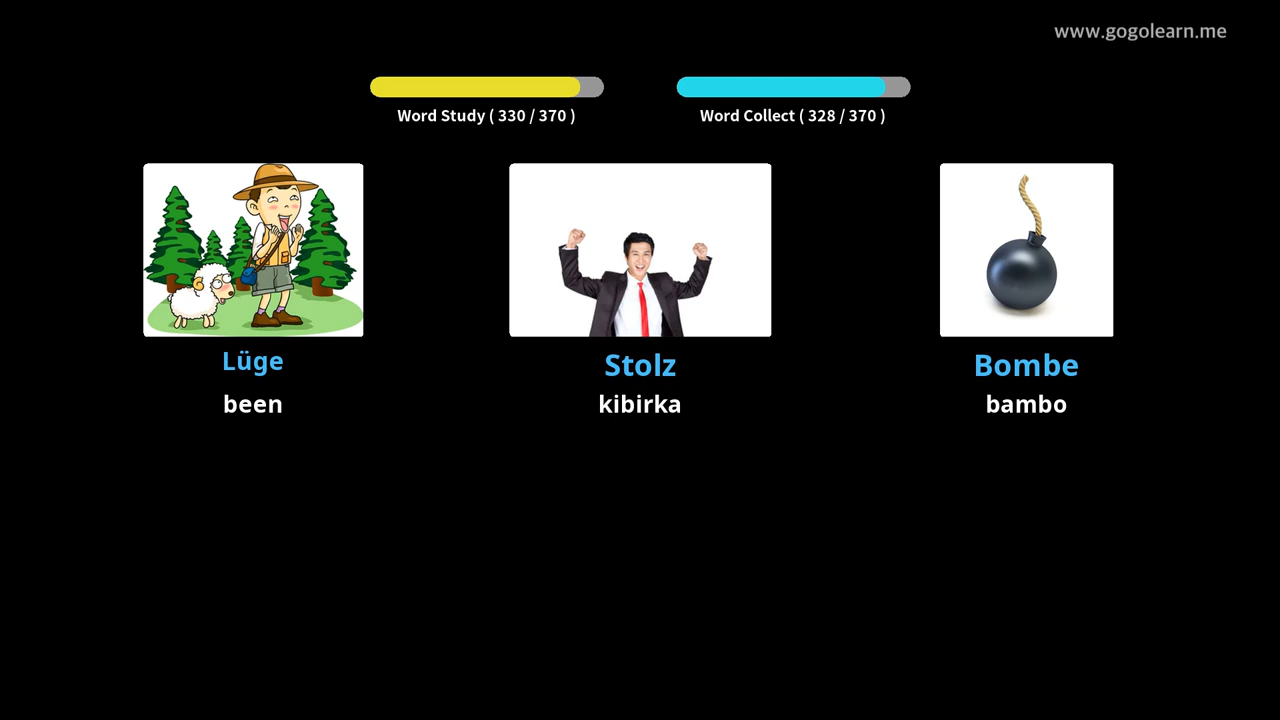 www.gogolearn.me
Word Study ( 330 / 370 )
Word Collect ( 328 / 370 )
Lüge
Stolz
Bombe
been
kibirka
bambo